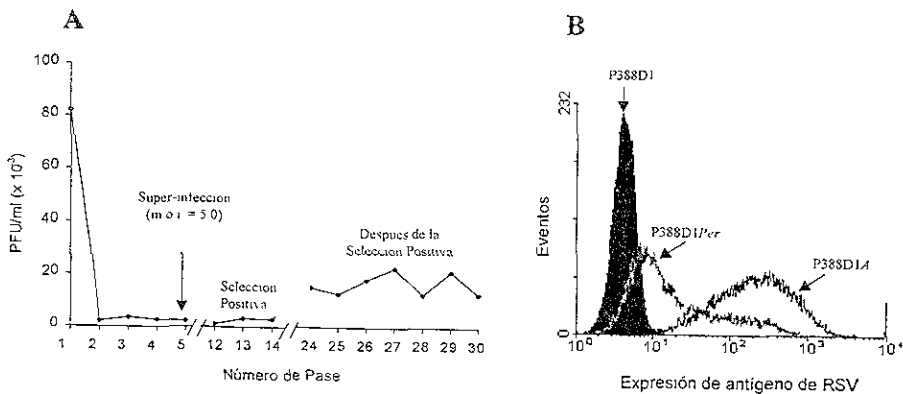 A
100
80
60
40
20
0
PFU/ml (x 10⁻³)
Super-infeccion
(m o i = 5 0)
Seleccion
Positiva
Despues de la
Seleccion Positiva
1 2 3 4 5 12 13 14 24 25 26 27 28 29 30
Número de Pase
B
P388D1
232
Eventos
0
P388D1Per
P388D1A
10⁰ 10¹ 10² 10³ 10⁴
Expresión de antígeno de RSV